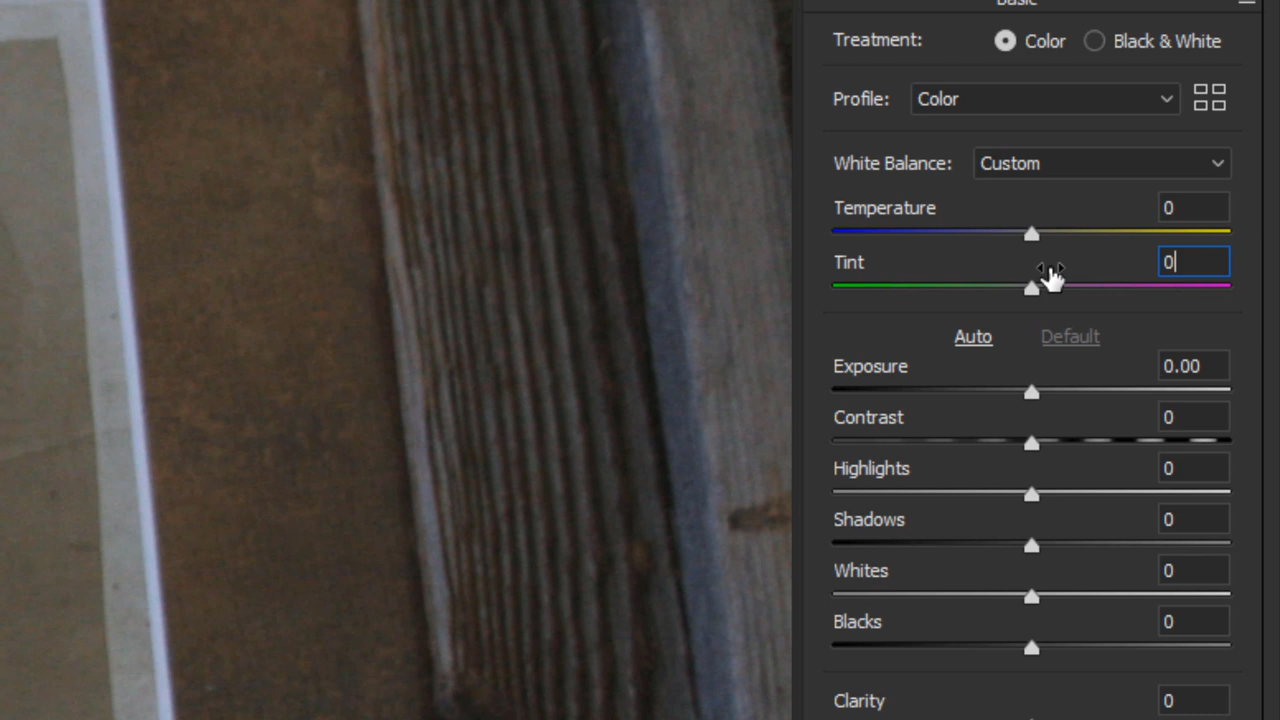 Basic
Treatment: Color Black & White
Profile: Color
White Balance: Custom
Temperature 0
Tint 0
Auto Default
Exposure 0.00
Contrast 0
Highlights 0
Shadows 0
Whites 0
Blacks 0
Clarity 0